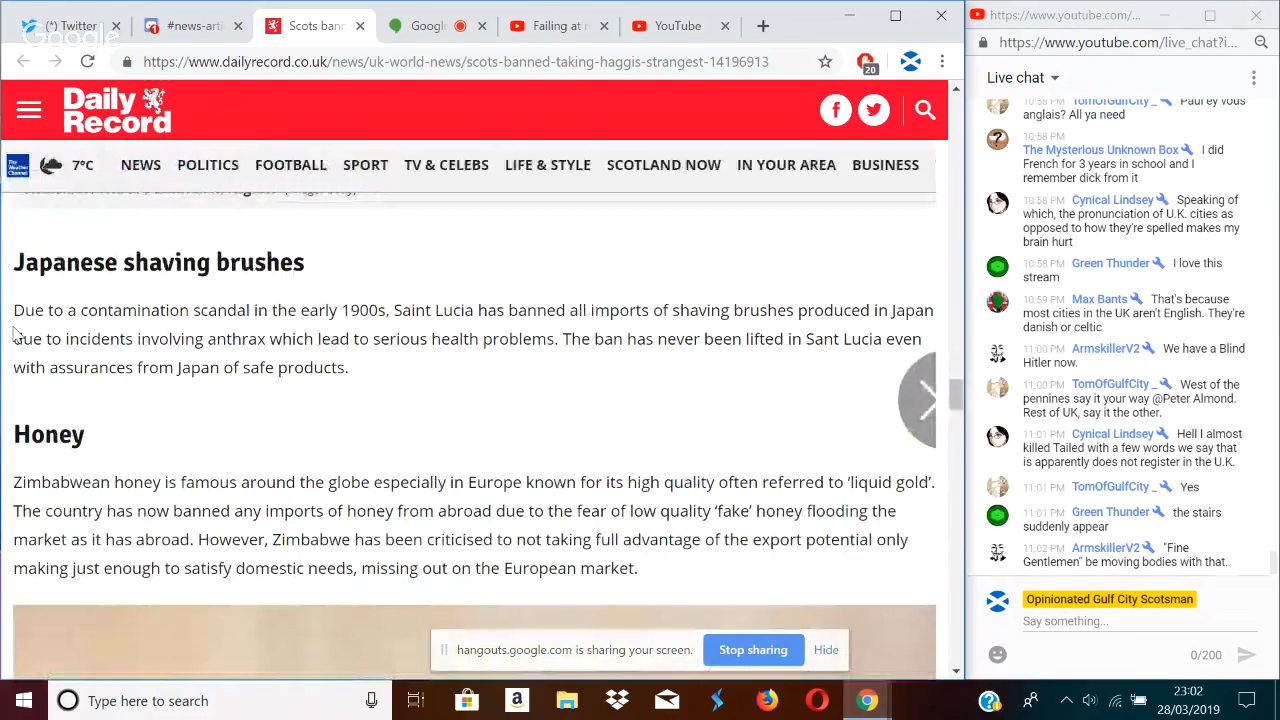 (*) Twitter
#news-arti
Scots bann
Googl
Failing at r
YouTube
Google
https://www.youtube.com/...
https://www.dailyrecord.co.uk/news/uk-world-news/scots-banned-taking-haggis-strangest-14196913
20
https://www.youtube.com/live_chat?i...
Daily
Record
The
Weather
Channel
7°C
NEWS
POLITICS
FOOTBALL
SPORT
TV & CELEBS
LIFE & STYLE
SCOTLAND NOW
IN YOUR AREA
BUSINESS
Japanese shaving brushes
Due to a contamination scandal in the early 1900s, Saint Lucia has banned all imports of shaving brushes produced in Japan
due to incidents involving anthrax which lead to serious health problems. The ban has never been lifted in Sant Lucia even
with assurances from Japan of safe products.
Honey
Zimbabwean honey is famous around the globe especially in Europe known for its high quality often referred to ‘liquid gold’.
The country has now banned any imports of honey from abroad due to the fear of low quality ‘fake’ honey flooding the
market as it has abroad. However, Zimbabwe has been criticised to not taking full advantage of the export potential only
making just enough to satisfy domestic needs, missing out on the European market.
hangouts.google.com is sharing your screen.
Stop sharing
Hide
Live chat
10:58 PM TomOfGulfCity_ Paul ey vous
anglais? All ya need
10:58 PM
The Mysterious Unknown Box I did
French for 3 years in school and I
remember dick from it
10:58 PM Cynical Lindsey Speaking of
which, the pronunciation of U.K. cities as
opposed to how they're spelled makes my
brain hurt
10:58 PM Green Thunder I love this
stream
10:59 PM Max Bants That's because
most cities in the UK aren't English. They're
danish or celtic
11:00 PM ArmskillerV2 We have a Blind
Hitler now.
11:00 PM TomOfGulfCity_ West of the
pennines say it your way @Peter Almond.
Rest of UK, say it the other.
11:01 PM Cynical Lindsey Hell I almost
killed Tailed with a few words we say that
is apparently does not register in the U.K.
11:01 PM TomOfGulfCity_ Yes
11:01 PM Green Thunder the stairs
suddenly appear
11:02 PM ArmskillerV2 "Fine
Gentlemen" be moving bodies with that.
Opinionated Gulf City Scotsman
Say something...
0/200
Type here to search
23:02
28/03/2019